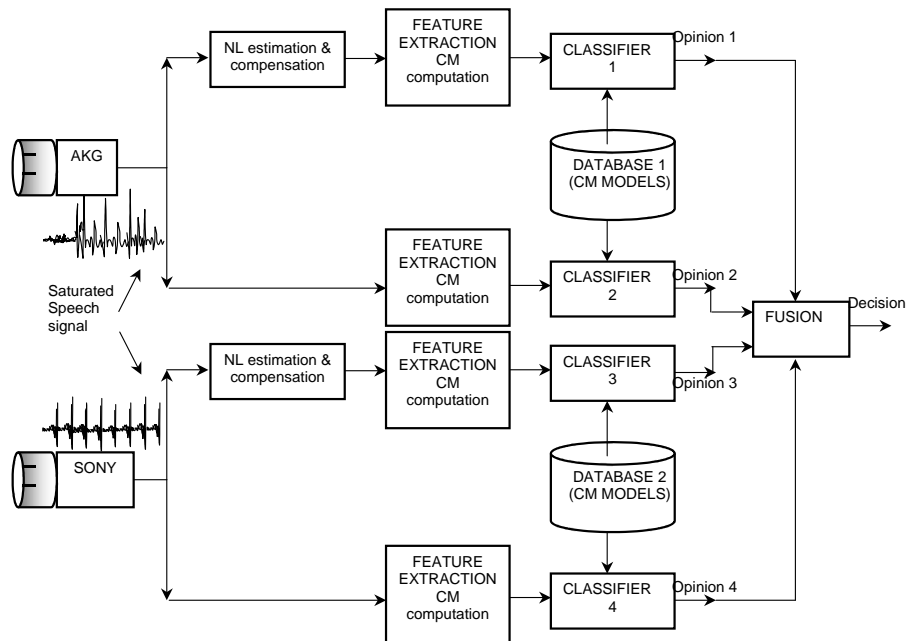 NL estimation &
compensation
FEATURE
EXTRACTION
CM
computation
CLASSIFIER
1
Opinion 1
AKG
DATABASE 1
(CM MODELS)
Saturated
Speech
signal
FEATURE
EXTRACTION
CM
computation
CLASSIFIER
2
Opinion 2
FUSION
Decision
NL estimation &
compensation
FEATURE
EXTRACTION
CM
computation
CLASSIFIER
3
Opinion 3
SONY
DATABASE 2
(CM MODELS)
FEATURE
EXTRACTION
CM
computation
CLASSIFIER
4
Opinion 4